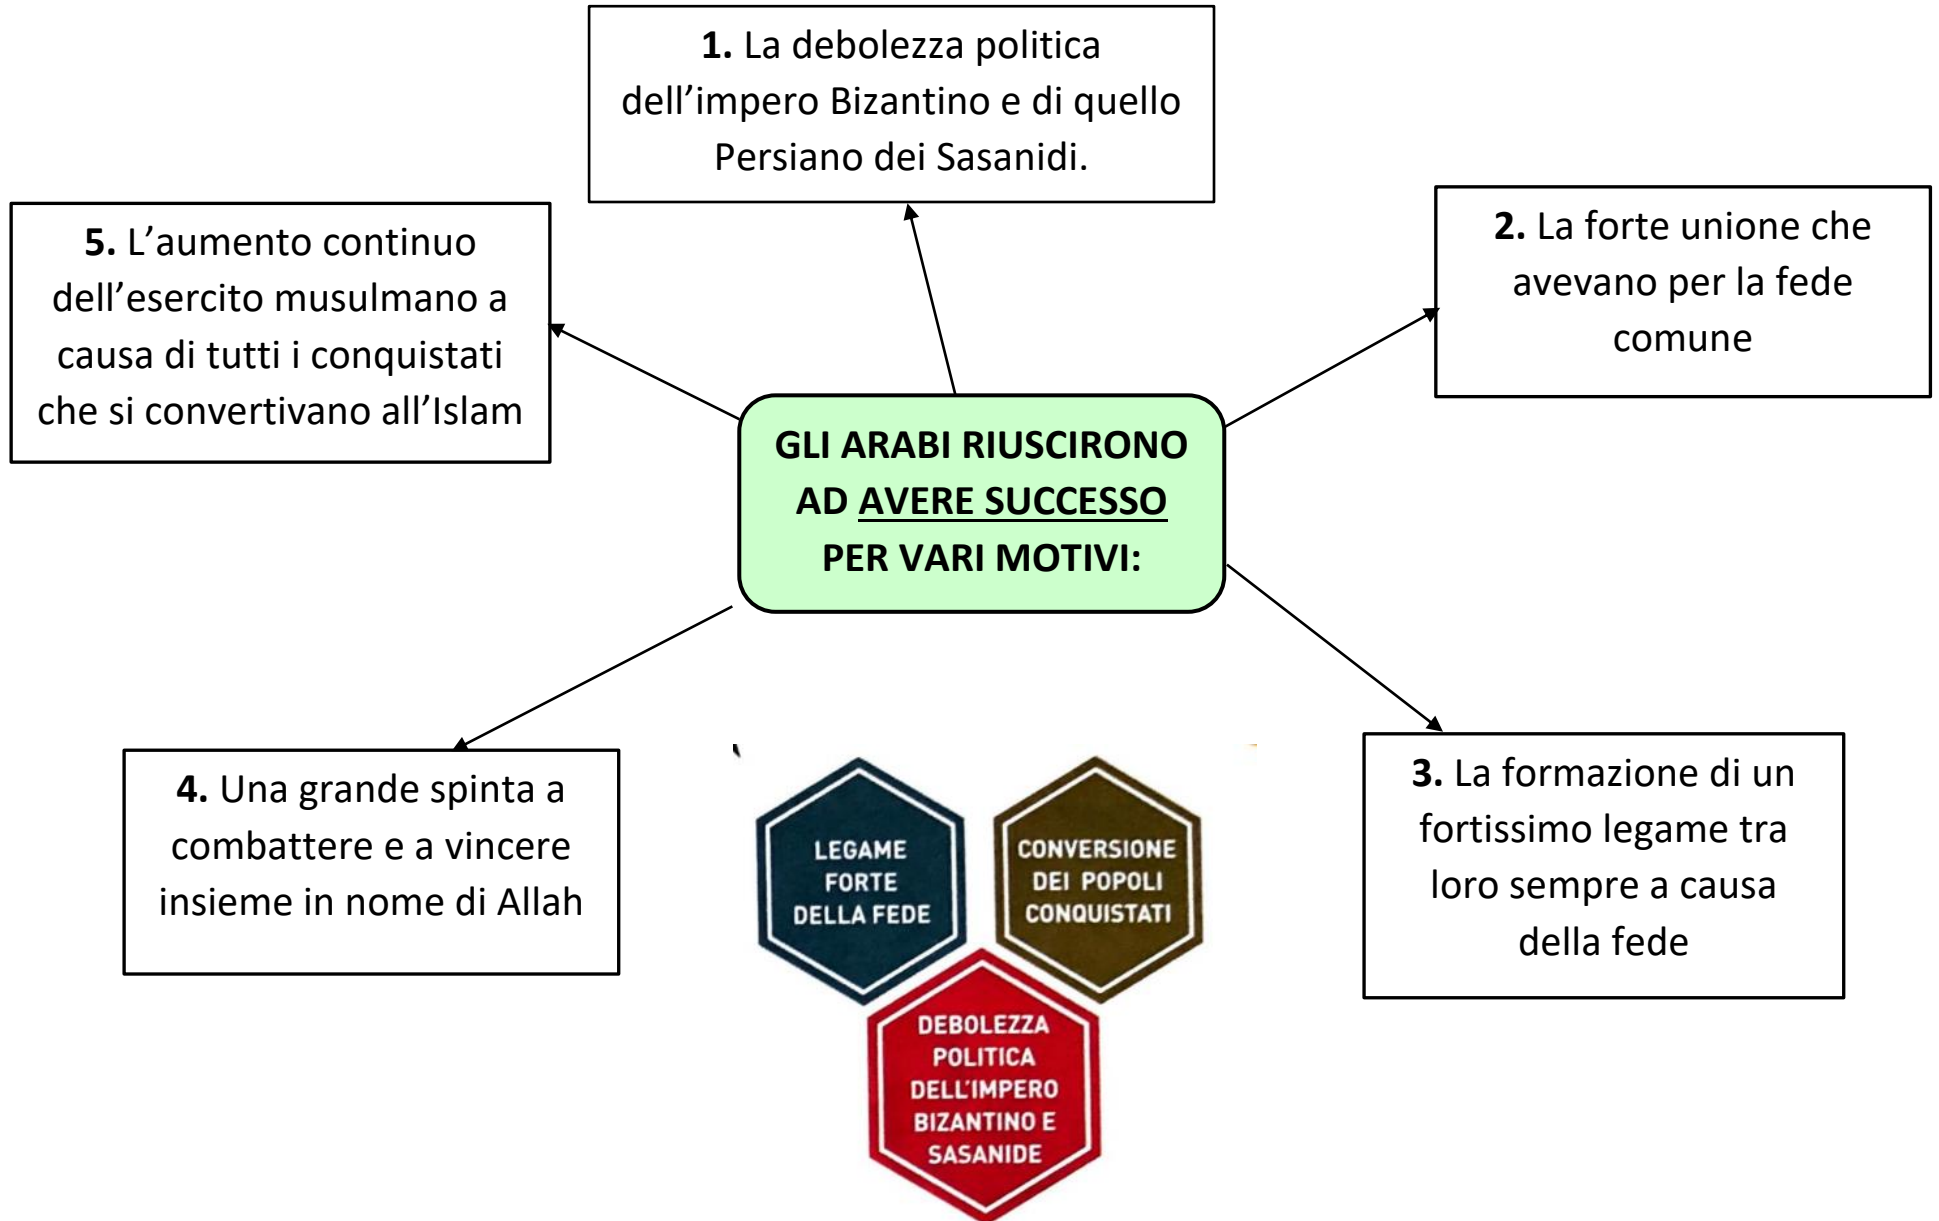 1. La debolezza politica
dell’impero Bizantino e di quello
Persiano dei Sasanidi.
5. L’aumento continuo
dell’esercito musulmano a
causa di tutti i conquistati
che si convertivano all’Islam
2. La forte unione che
avevano per la fede
comune
GLI ARABI RIUSCIRONO
AD AVERE SUCCESSO
PER VARI MOTIVI:
4. Una grande spinta a
combattere e a vincere
insieme in nome di Allah
3. La formazione di un
fortissimo legame tra
loro sempre a causa
della fede
LEGAME
FORTE
DELLA FEDE
CONVERSIONE
DEI POPOLI
CONQUISTATI
DEBOLEZZA
POLITICA
DELL'IMPERO
BIZANTINO E
SASANIDE